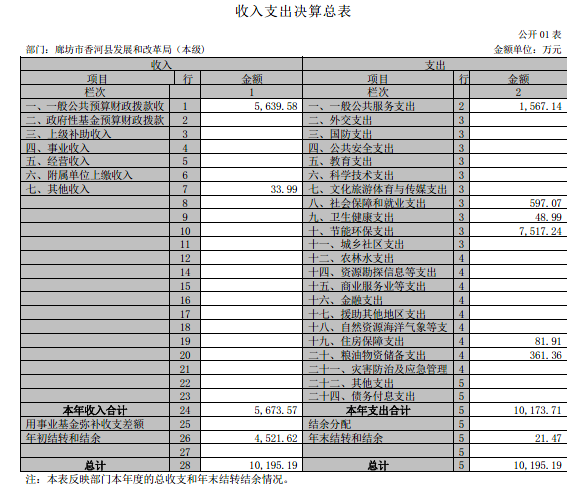 收入支出决算总表
公开 01 表
部门：廊坊市香河县发展和改革局（本级) 金额单位：万元
收入 支出
项目 行 金额 项目 行 金额
栏次 1 栏次 2
一、一般公共预算财政拨款收 1 5,639.58 一、一般公共服务支出 2 1,567.14
二、政府性基金预算财政拨款 2 二、外交支出 3
三、上级补助收入 3 三、国防支出 3
四、事业收入 4 四、公共安全支出 3
五、经营收入 5 五、教育支出 3
六、附属单位上缴收入 6 六、科学技术支出 3
七、其他收入 7 33.99 七、文化旅游体育与传媒支出 3
8 八、社会保障和就业支出 3 597.07
9 九、卫生健康支出 3 48.99
10 十、节能环保支出 3 7,517.24
11 十一、城乡社区支出 3
12 十二、农林水支出 4
14 十四、资源勘探信息等支出 4
15 十五、商业服务业等支出 4
16 十六、金融支出 4
17 十七、援助其他地区支出 4
18 十八、自然资源海洋气象等支 4
19 十九、住房保障支出 4 81.91
20 二十、粮油物资储备支出 4 361.36
21 二十一、灾害防治及应急管理 4
22 二十二、其他支出 5
23 二十四、债务付息支出 5
本年收入合计 24 5,673.57 本年支出合计 5 10,173.71
用事业基金弥补收支差额 25 结余分配 5
年初结转和结余 26 4,521.62 年末结转和结余 5 21.47
27 5
总计 28 10,195.19 总计 5 10,195.19
注：本表反映部门本年度的总收支和年末结转结余情况。